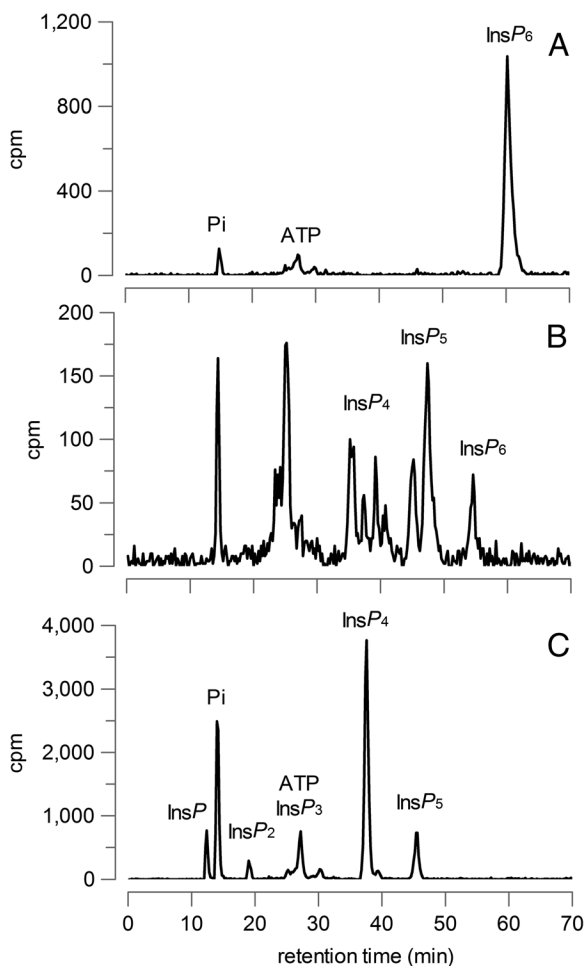 1,200
InsP6
A
800
cpm
400
Pi
ATP
0
200
InsP5
B
150
InsP4
cpm
100
InsP6
50
0
InsP4
4,000
C
3,000
Pi
cpm
2,000
ATP
InsP
InsP3
InsP5
1,000
InsP2
0
0 10 20 30 40 50 60 70
retention time (min)